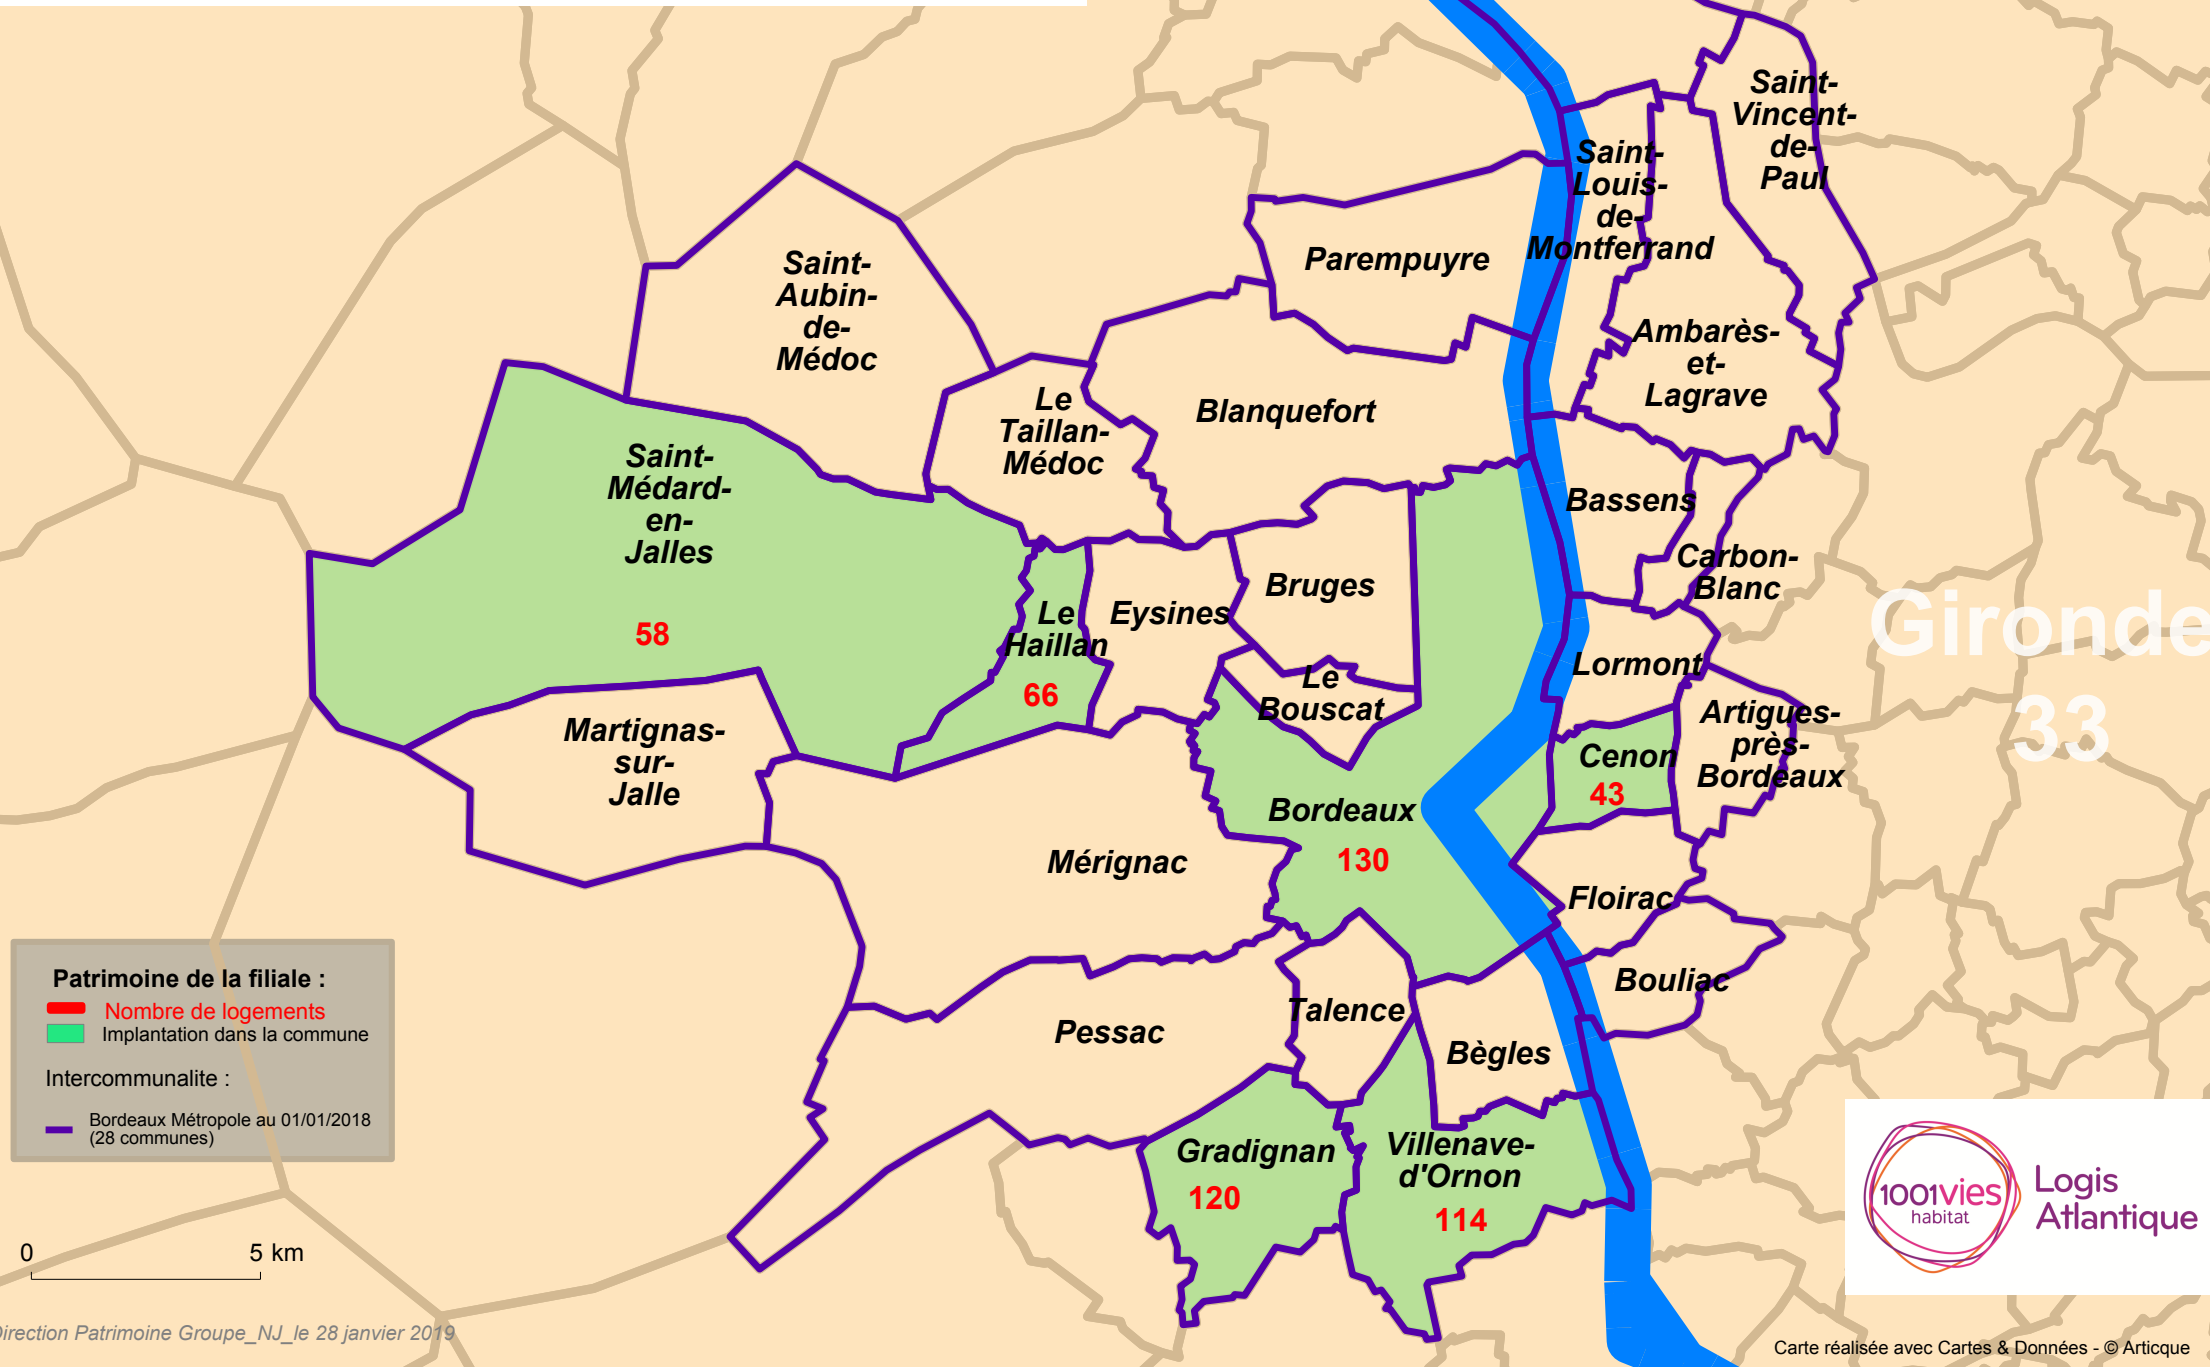 Saint-
Vincent-
de-
Paul
Saint-
Louis-
de-
Montferrand
Parempuyre
Saint-
Aubin-
de-
Médoc
Ambarès-
et-
Lagrave
Le
Taillan-
Médoc
Blanquefort
Saint-
Médard-
en-
Jalles
58
Bassens
Carbon-
Blanc
Gironde
33
Bruges
Eysines
Le
Haillan
66
Lormont
Le
Bouscat
Martignas-
sur-
Jalle
Artigues-
près-
Bordeaux
Cenon
43
Bordeaux
130
Mérignac
Floirac
Bouliac
Talence
Pessac
Bègles
Gradignan
120
Villenave-
d'Ornon
114
Patrimoine de la filiale :
Nombre de logements
Implantation dans la commune
Intercommunalite :
Bordeaux Métropole au 01/01/2018
(28 communes)
0 5 km
1001vies
habitat
Logis
Atlantique
Direction Patrimoine Groupe_NJ_le 28 janvier 2019
Carte réalisée avec Cartes & Données - © Articque